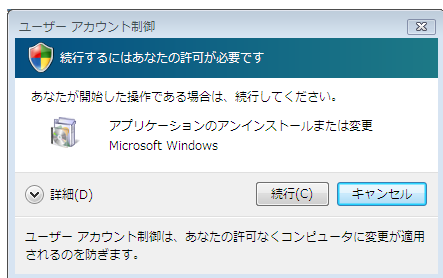 ユーザー アカウント制御
続行するにはあなたの許可が必要です
あなたが開始した操作である場合は、続行してください。
アプリケーションのアンインストールまたは変更
Microsoft Windows
詳細(D)
続行(C)
キャンセル
ユーザー アカウント制御は、あなたの許可なくコンピュータに変更が適用
されるのを防ぎます。